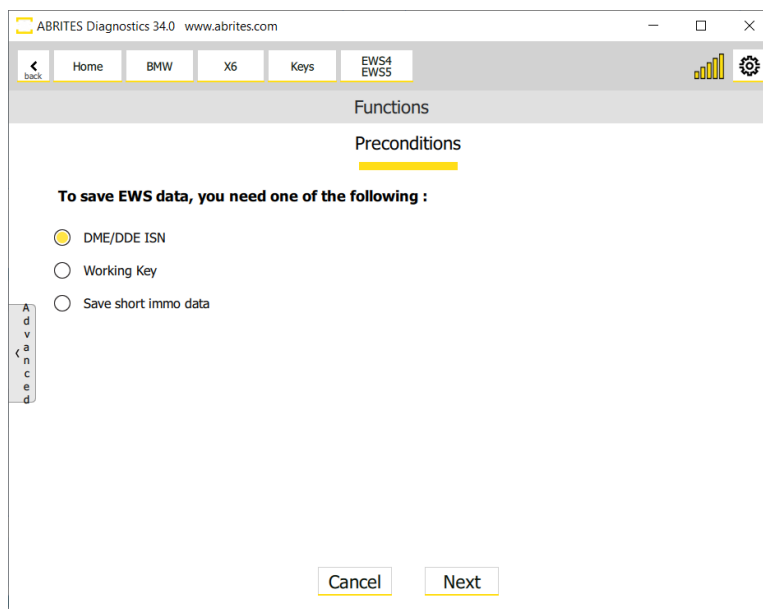 ABRITES Diagnostics 34.0 www.abrites.com
back
Home
BMW
X6
Keys
EWS4
EWS5
Functions
Preconditions
To save EWS data, you need one of the following :
DME/DDE ISN
Working Key
Save short immo data
Advanced
Cancel
Next